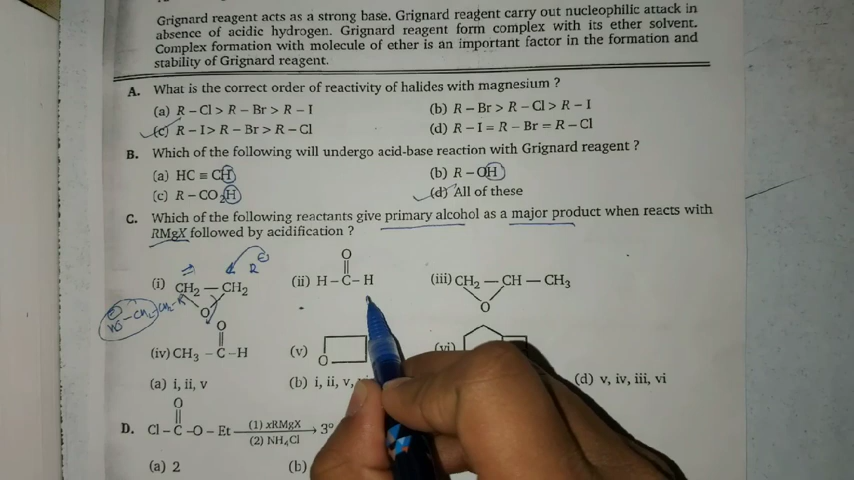 Grignard reagent acts as a strong base. Grignard reagent carry out nucleophilic attack in
absence of acidic hydrogen. Grignard reagent form complex with its ether solvent.
Complex formation with molecule of ether is an important factor in the formation and
stability of Grignard reagent.
A. What is the correct order of reactivity of halides with magnesium ?
(a) R – Cl > R – Br > R – I (b) R – Br > R – Cl > R – I
(c) R – I > R – Br > R – Cl (d) R – I = R – Br = R – Cl
B. Which of the following will undergo acid-base reaction with Grignard reagent ?
(a) HC ≡ CH (b) R – OH
(c) R – CO2H (d) All of these
C. Which of the following reactants give primary alcohol as a major product when reacts with
RMgX followed by acidification ?
R
O
(i) CH2 — CH2 (ii) H – C – H (iii) CH2 — CH — CH3
O O
O
(iv) CH3 – C – H (v) O (vi)
(a) i, ii, v (b) i, ii, v, (d) v, iv, iii, vi
O
D. Cl – C – O – Et (1) xRMgX 3°
(2) NH4Cl
(a) 2 (b)